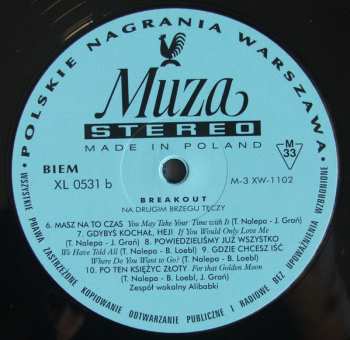 • POLSKIE NAGRANIA WARSZAWA •
Muza
STEREO
MADE IN POLAND
BIEM
XL 0531 b
M
33
M-3 XW-1102
BREAKOUT
NA DRUGIM BRZEGU TĘCZY
6. MASZ NA TO CZAS You May Take Your Time with It (T. Nalepa - J. Grań)
7. GDYBYŚ KOCHAŁ, HEJ! If You Would Only Love Me
(T. Nalepa - J. Grań) 8. POWIEDZIELIŚMY JUŻ WSZYSTKO
We Have Told All (T. Nalepa - B. Loebl) 9. GDZIE CHCESZ IŚĆ
Where Do You Want to Go? (T. Nalepa - B. Loebl)
10. PO TEN KSIĘŻYC ZŁOTY For that Golden Moon
(T. Nalepa - B. Loebl, J. Grań)
Zespół wokalny Alibabki
WSZYSTKIE PRAWA ZASTRZEŻONE KOPIOWANIE ODTWARZANIE PUBLICZNE I RADIOWE BEZ UPOWAŻNIENIA WZBRONIONE